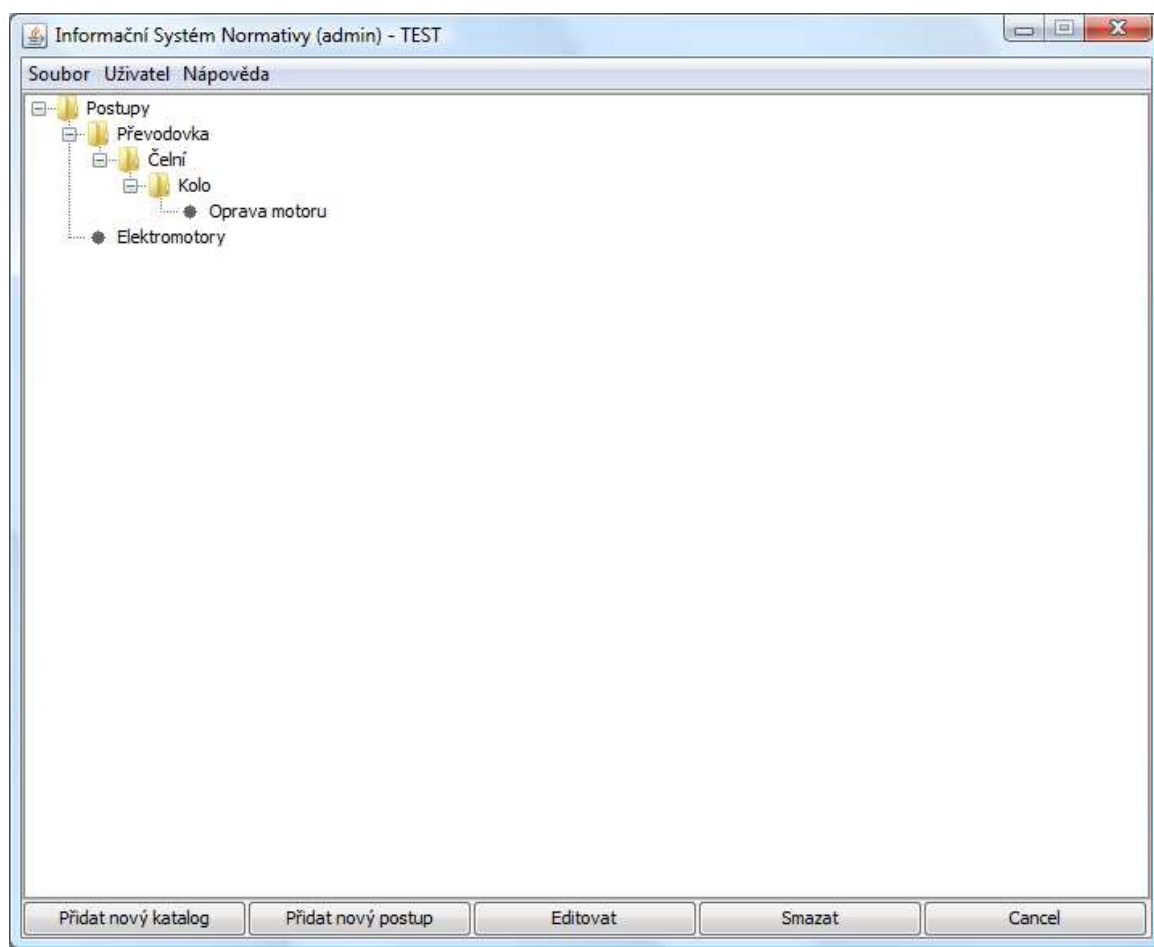 Informační Systém Normativy (admin) - TEST
Soubor Uživatel Nápověda
Postupy
Převodovka
Čelní
Kolo
Oprava motoru
Elektromotory
Přidat nový katalog Přidat nový postup Editovat Smazat Cancel